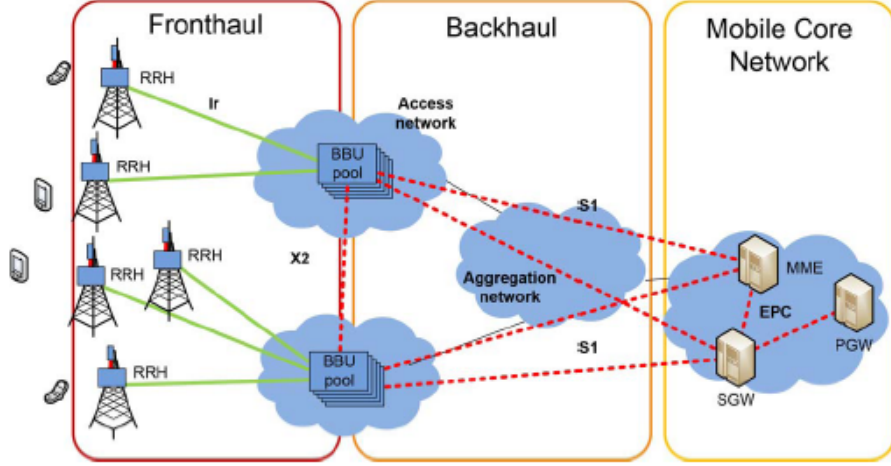 Fronthaul
Backhaul
Mobile Core
Network
RRH
Ir
Access
network
BBU
pool
RRH
:S1
RRH
RRH
X2
Aggregation
network
MME
EPC
PGW
BBU
pool
:S1
RRH
SGW